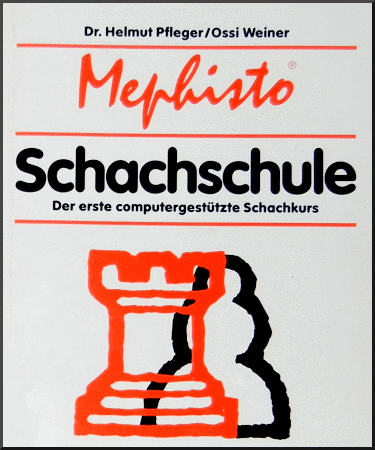 Dr. Helmut Pfleger/Ossi Weiner
Mephisto®
Schachschule
Der erste computergestützte Schachkurs